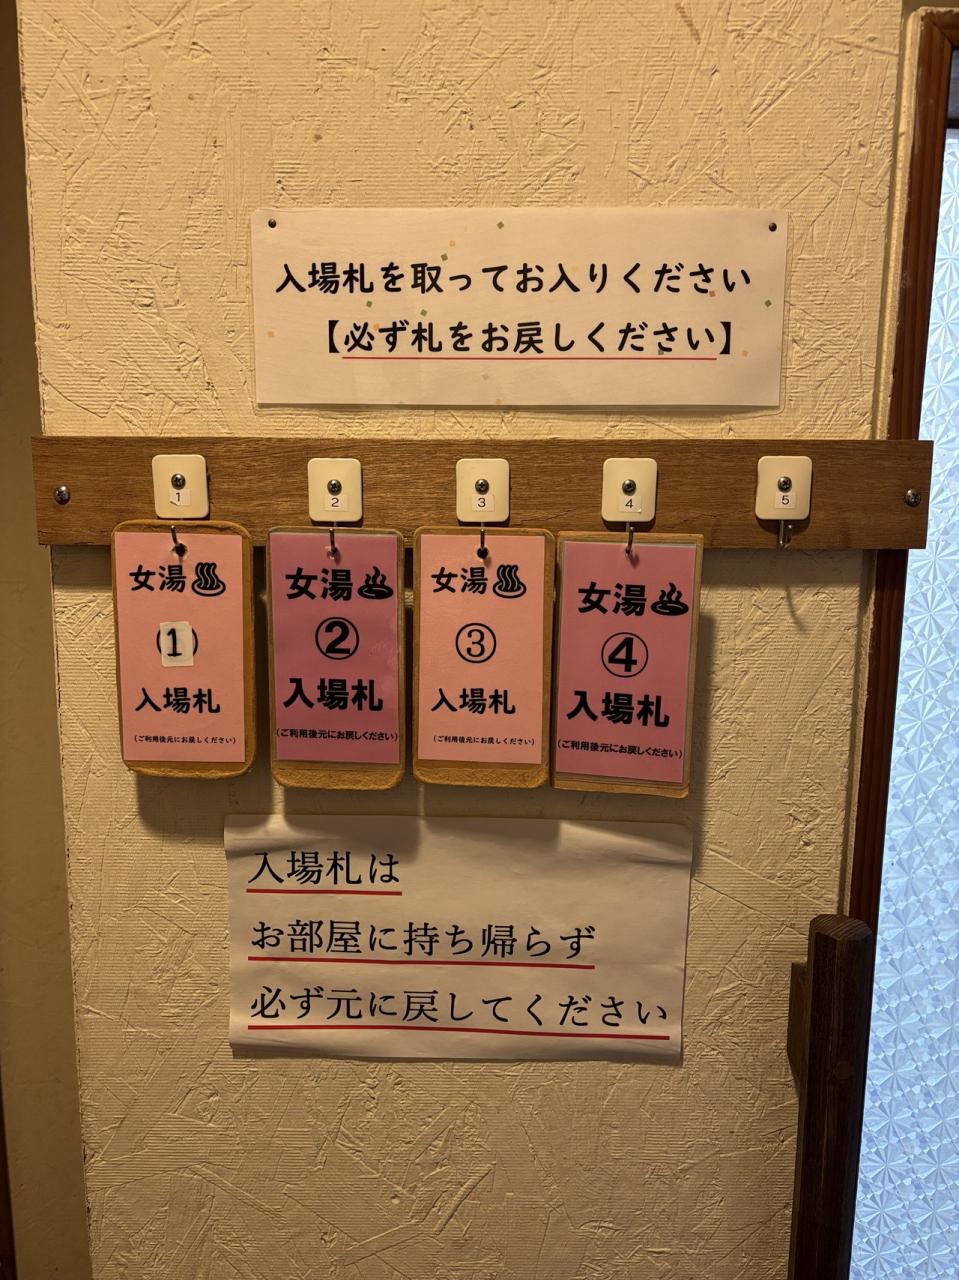 入場札を取ってお入りください
【必ず札をお戻しください】
1
2
3
4
5
女湯♨
1
入場札
(ご利用後元にお戻しください)
女湯♨
②
入場札
(ご利用後元にお戻しください)
女湯♨
③
入場札
(ご利用後元にお戻しください)
女湯♨
④
入場札
(ご利用後元にお戻しください)
入場札は
お部屋に持ち帰らず
必ず元に戻してください